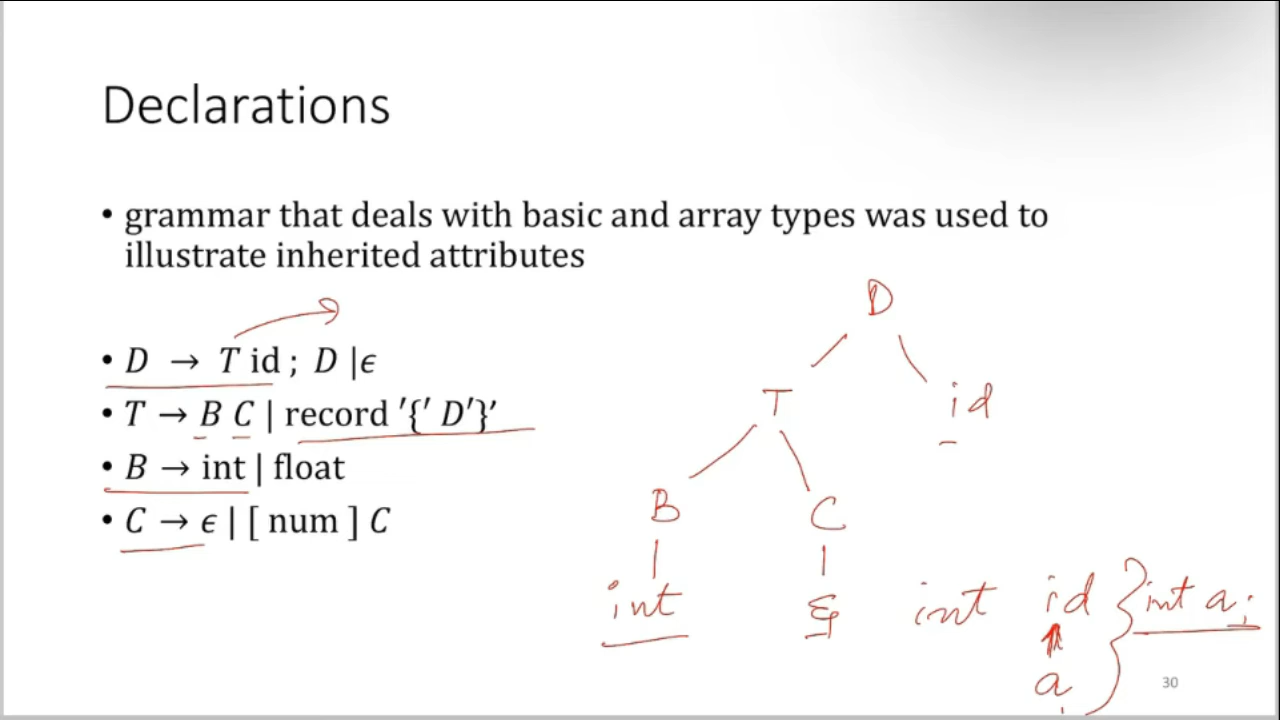 Declarations
• grammar that deals with basic and array types was used to
illustrate inherited attributes
D
• D → T id ; D |ϵ
T id
• T → B C | record ′{′ D′}′
• B → int | float
B C
• C → ϵ | [ num ] C
int ε int id } int a;
a
30